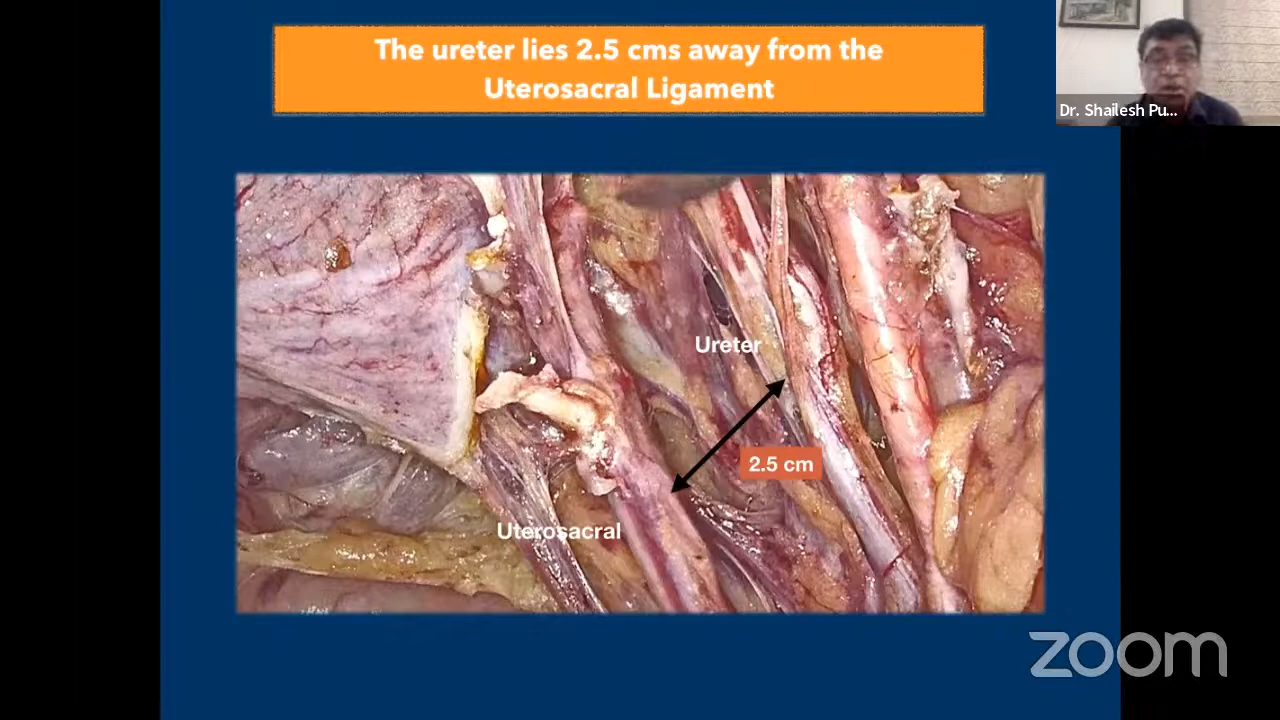 The ureter lies 2.5 cms away from the
Uterosacral Ligament
Dr. Shailesh Pu...
Ureter
2.5 cm
Uterosacral
zoom